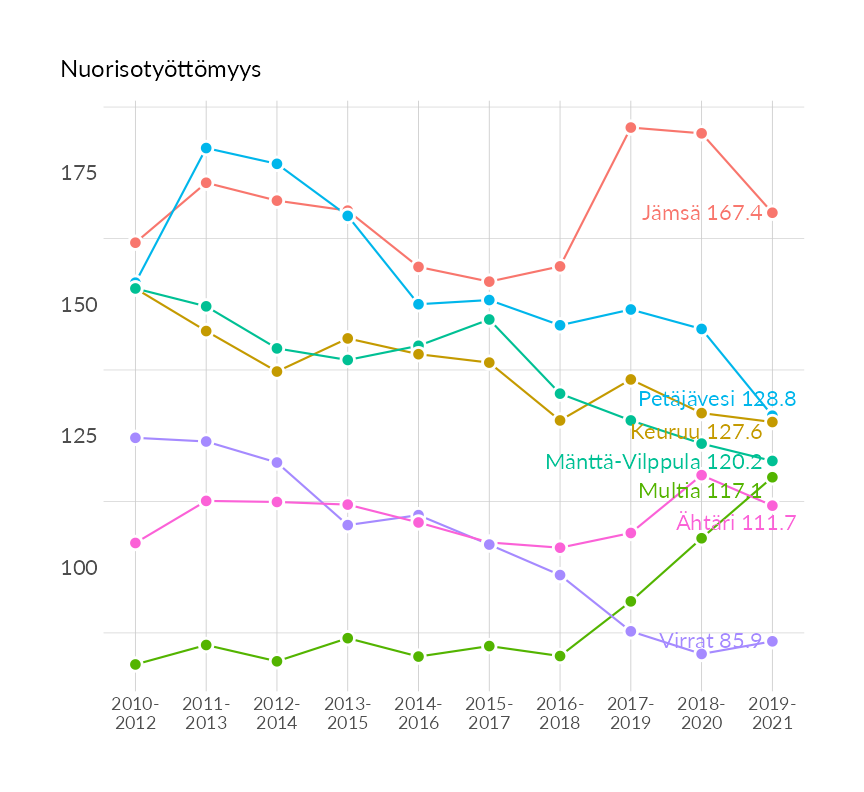 Nuorisotyöttömyys
175
150
125
100
Jämsä 167.4
Petäjävesi 128.8
Keuruu 127.6
Mänttä-Vilppula 120.2
Multia 117.1
Ähtäri 111.7
Virrat 85.9
2010- 2011- 2012- 2013- 2014- 2015- 2016- 2017- 2018- 2019-
2012 2013 2014 2015 2016 2017 2018 2019 2020 2021